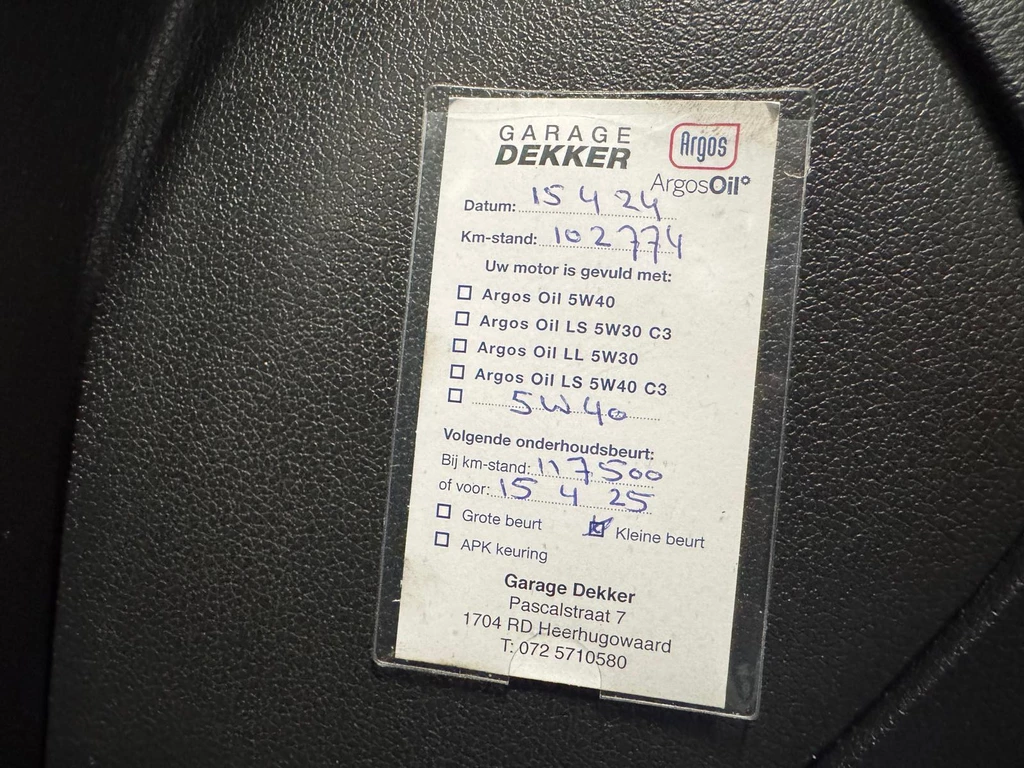 GARAGE
DEKKER
Argos
ArgosOil°
Datum: 15 4 24
Km-stand: 102774
Uw motor is gevuld met:
☐ Argos Oil 5W40
☐ Argos Oil LS 5W30 C3
☐ Argos Oil LL 5W30
☐ Argos Oil LS 5W40 C3
☐ 5W40
Volgende onderhoudsbeurt:
Bij km-stand: 117500
of voor: 15 4 25
☐ Grote beurt ☑ Kleine beurt
☐ APK keuring
Garage Dekker
Pascalstraat 7
1704 RD Heerhugowaard
T: 072 5710580